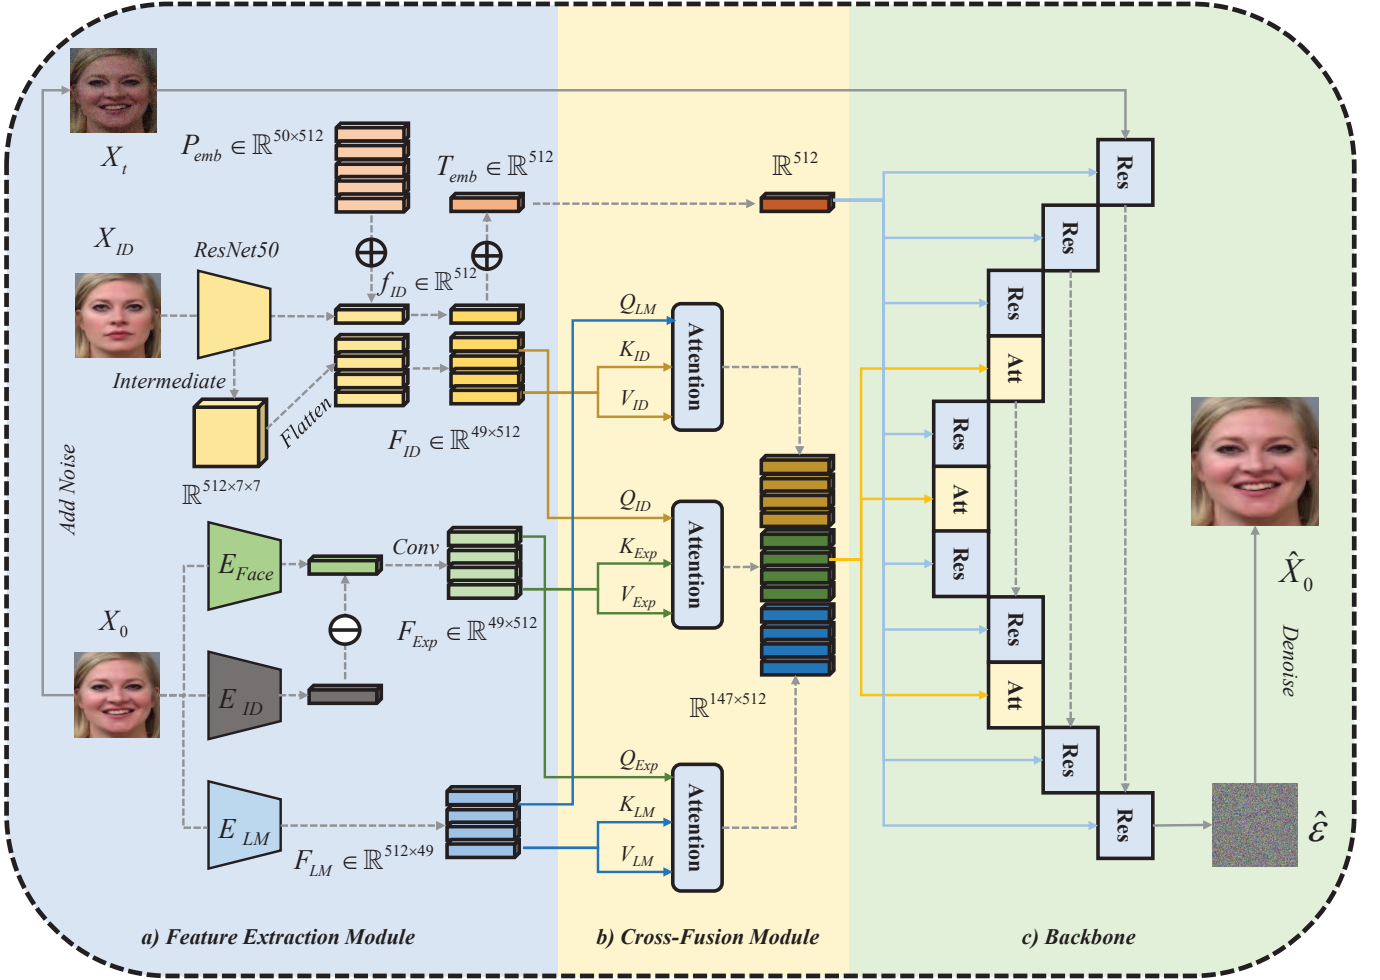 X_t
P_emb ∈ ℝ^50×512
T_emb ∈ ℝ^512
ℝ^512
X_ID
ResNet50
f_ID ∈ ℝ^512
Intermediate
Flatten
F_ID ∈ ℝ^49×512
ℝ^512×7×7
Add Noise
E_Face
Conv
F_Exp ∈ ℝ^49×512
X_0
E_ID
E_LM
F_LM ∈ ℝ^512×49
a) Feature Extraction Module
Q_LM
K_ID
V_ID
Attention
Q_ID
K_Exp
V_Exp
Attention
ℝ^147×512
Q_Exp
K_LM
V_LM
Attention
b) Cross-Fusion Module
Res
Res
Res
Att
Res
Att
Res
Res
Att
Res
Res
X̂_0
Denoise
ε̂
c) Backbone